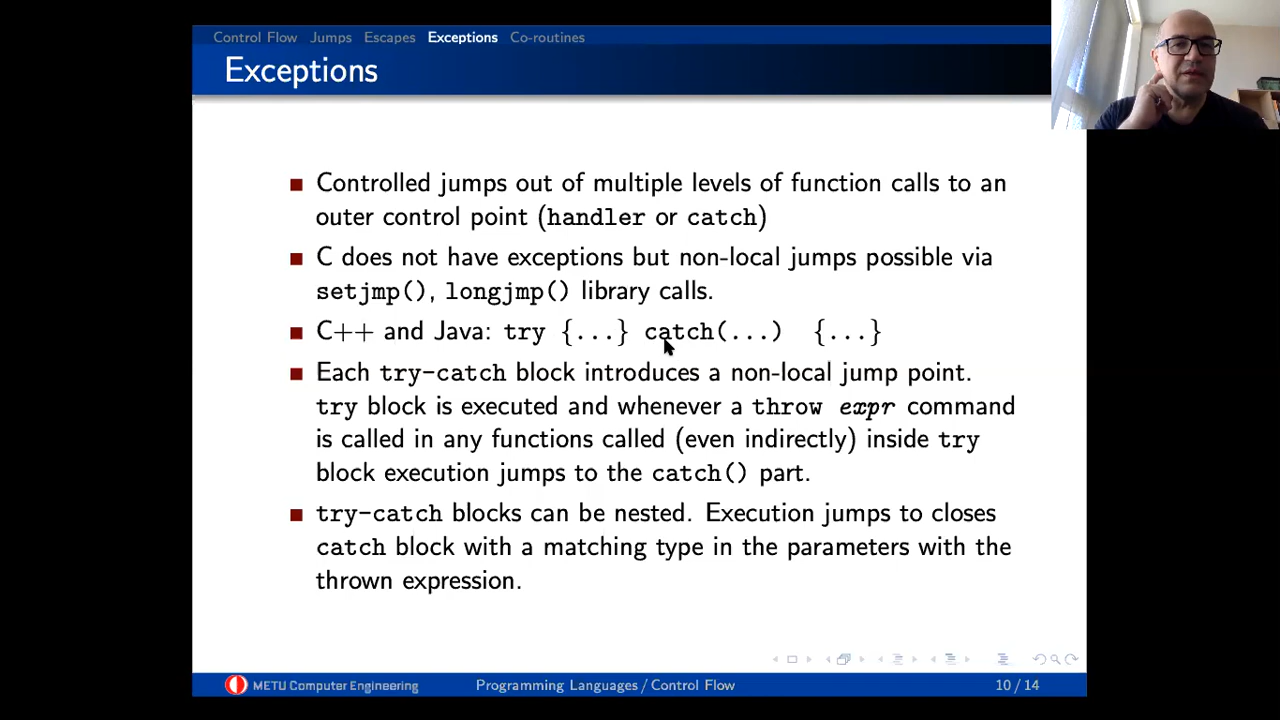 Control Flow Jumps Escapes Exceptions Co-routines
Exceptions
Controlled jumps out of multiple levels of function calls to an
outer control point (handler or catch)
C does not have exceptions but non-local jumps possible via
setjmp(), longjmp() library calls.
C++ and Java: try {...} catch(...) {...}
Each try-catch block introduces a non-local jump point.
try block is executed and whenever a throw expr command
is called in any functions called (even indirectly) inside try
block execution jumps to the catch() part.
try-catch blocks can be nested. Execution jumps to closes
catch block with a matching type in the parameters with the
thrown expression.
METU Computer Engineering Programming Languages / Control Flow 10 / 14